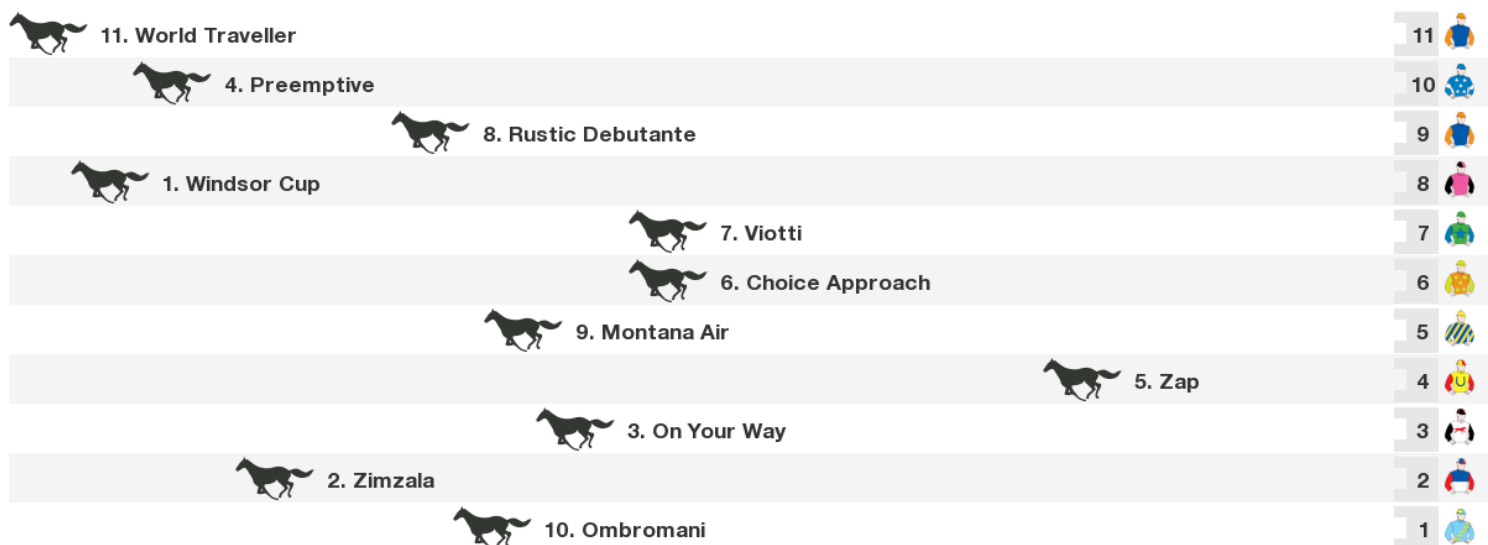 11. World Traveller 11
4. Preemptive 10
8. Rustic Debutante 9
1. Windsor Cup 8
7. Viotti 7
6. Choice Approach 6
9. Montana Air 5
5. Zap 4 U
3. On Your Way 3
2. Zimzala 2
10. Ombromani 1